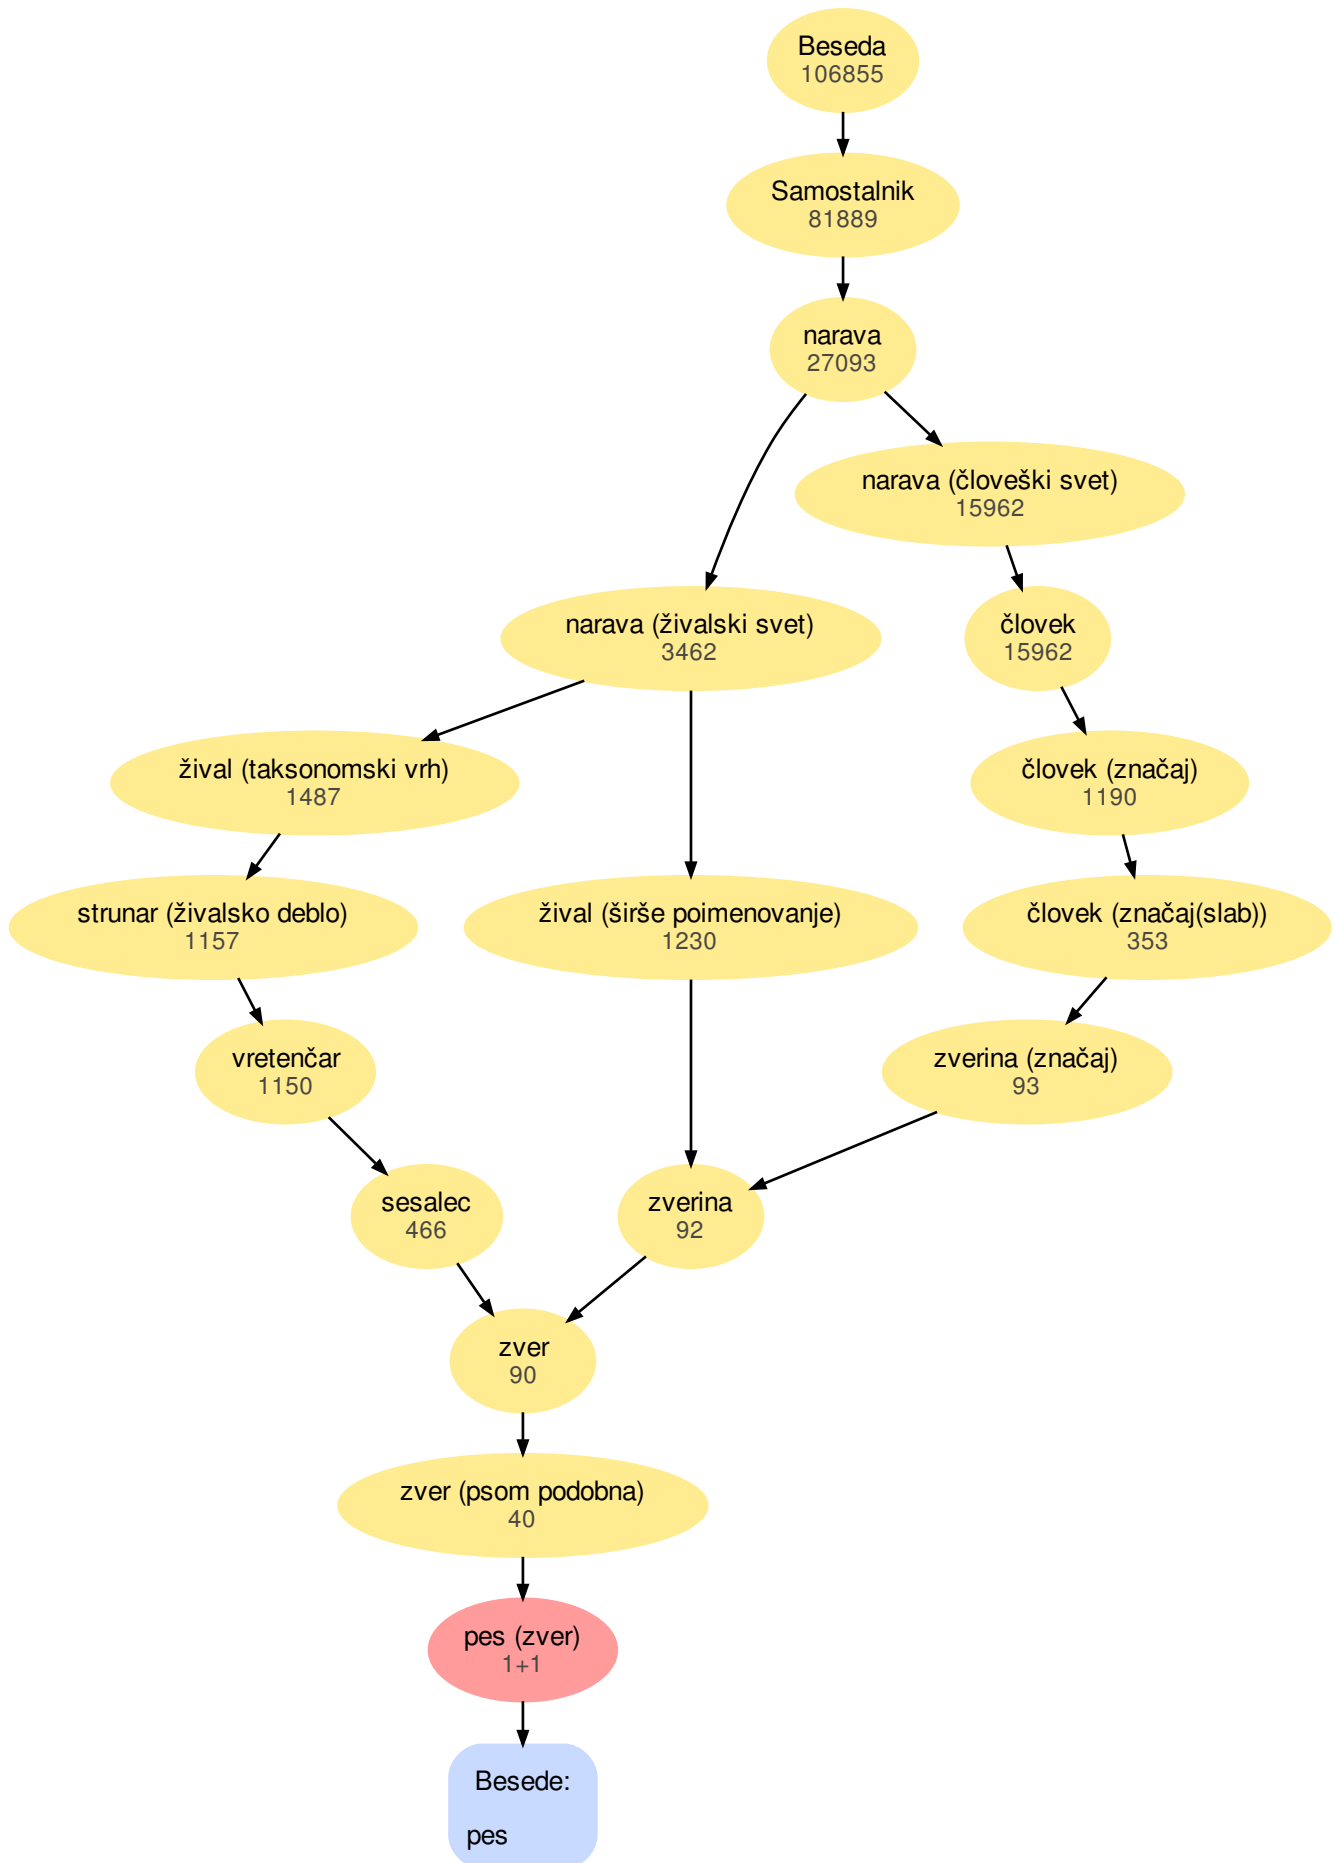 Beseda
106855
Samostalnik
81889
narava
27093
narava (človeški svet)
15962
narava (živalski svet)
3462
človek
15962
žival (taksonomski vrh)
1487
človek (značaj)
1190
strunar (živalsko deblo)
1157
žival (širše poimenovanje)
1230
človek (značaj(slab))
353
vretenčar
1150
zverina (značaj)
93
sesalec
466
zverina
92
zver
90
zver (psom podobna)
40
pes (zver)
1+1
Besede:
pes